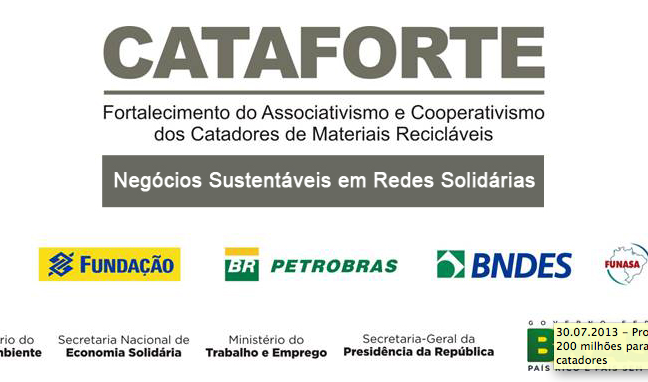 CATAFORTE
Fortalecimento do Associativismo e Cooperativismo
dos Catadores de Materiais Recicláveis
Negócios Sustentáveis em Redes Solidárias
FUNDAÇÃO
BR PETROBRAS
BNDES
FUNASA
Secretaria Nacional de
Economia Solidária
Ministério do
Trabalho e Emprego
Secretaria-Geral da
Presidência da República
30.07.2013 – Pro
200 milhões para
catadores